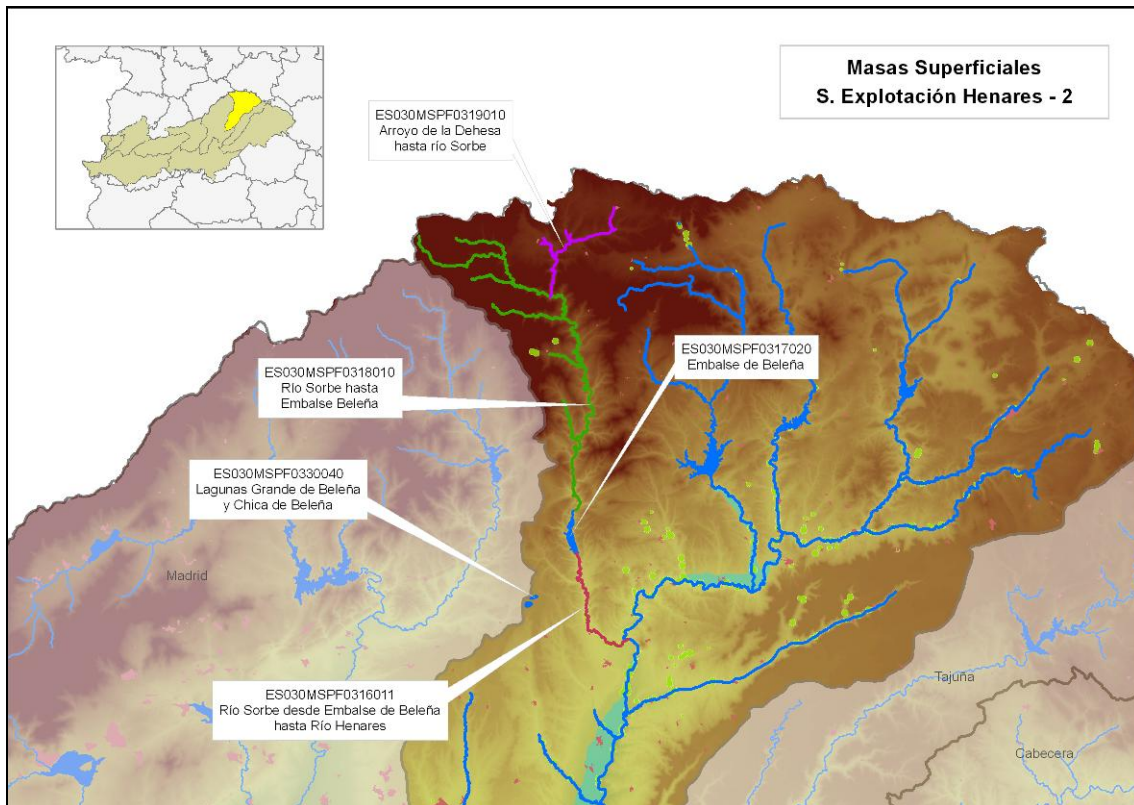 Masas Superficiales
S. Explotación Henares - 2
ES030MSPF0319010
Arroyo de la Dehesa
hasta río Sorbe
ES030MSPF0317020
Embalse de Beleña
ES030MSPF0318010
Río Sorbe hasta
Embalse Beleña
ES030MSPF0330040
Lagunas Grande de Beleña
y Chica de Beleña
Madrid
ES030MSPF0316011
Río Sorbe desde Embalse de Beleña
hasta Río Henares
Tajuña
Cabecera